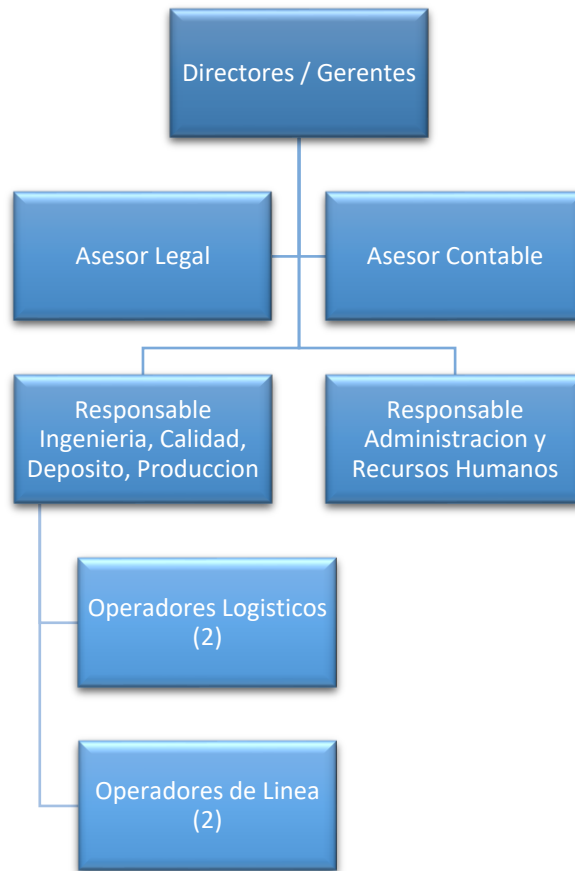 Directores / Gerentes
Asesor Legal
Asesor Contable
Responsable
Ingenieria, Calidad,
Deposito, Produccion
Responsable
Administracion y
Recursos Humanos
Operadores Logisticos
(2)
Operadores de Linea
(2)